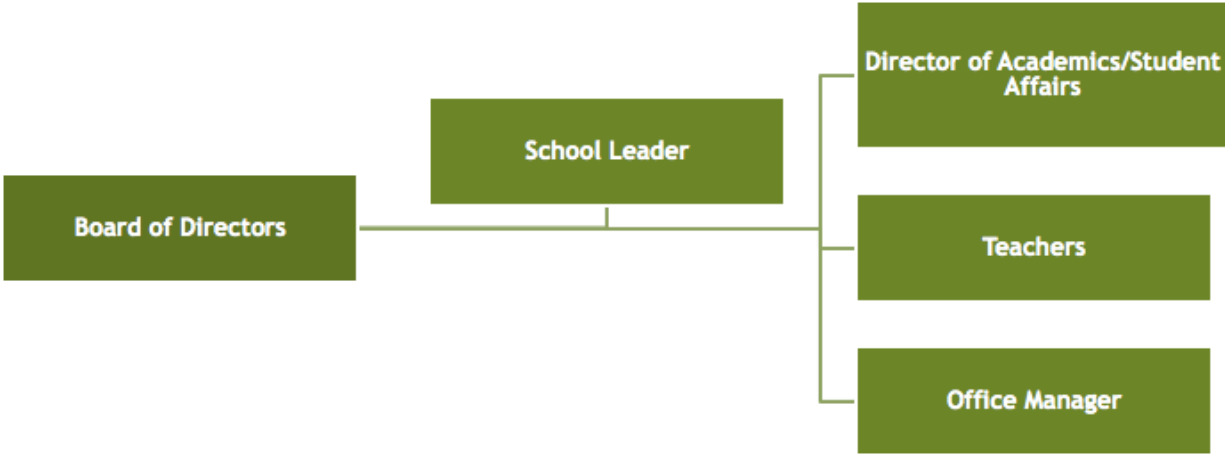 Board of Directors
School Leader
Director of Academics/Student
Affairs
Teachers
Office Manager